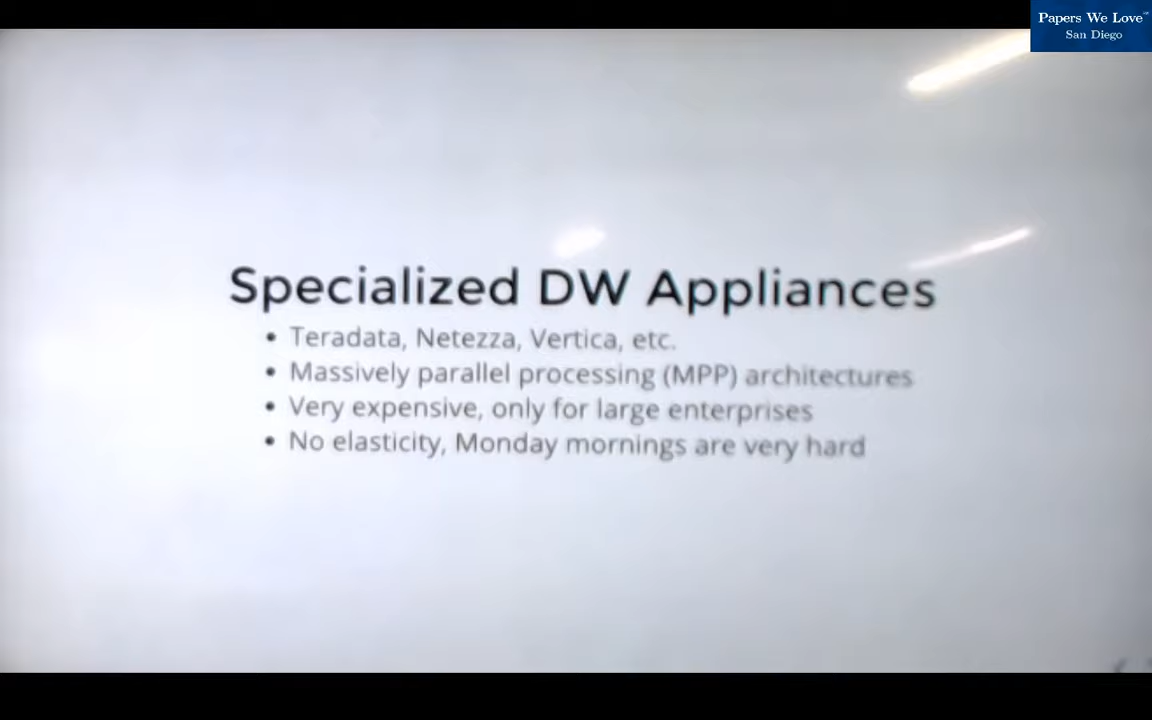 Papers We Love™
San Diego
Specialized DW Appliances
• Teradata, Netezza, Vertica, etc.
• Massively parallel processing (MPP) architectures
• Very expensive, only for large enterprises
• No elasticity, Monday mornings are very hard